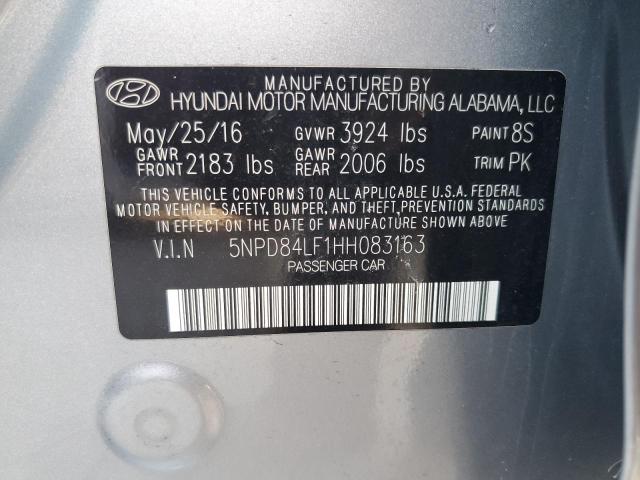 MANUFACTURED BY
HYUNDAI MOTOR MANUFACTURING ALABAMA, LLC
May/25/16 GVWR 3924 lbs PAINT 8S
GAWR FRONT 2183 lbs GAWR REAR 2006 lbs TRIM PK
THIS VEHICLE CONFORMS TO ALL APPLICABLE U.S.A. FEDERAL
MOTOR VEHICLE SAFETY, BUMPER, AND THEFT PREVENTION STANDARDS
IN EFFECT ON THE DATE OF MANUFACTURE SHOWN ABOVE.
V.I.N 5NPD84LF1HH083163
PASSENGER CAR